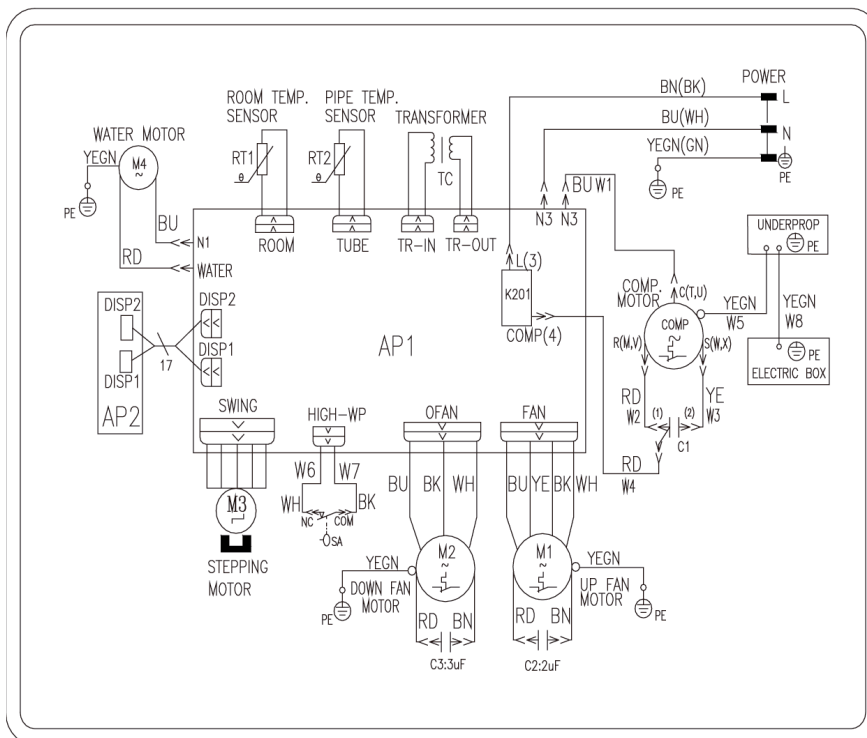 POWER
BN(BK)
L
BU(WH)
N
YEGN(GN)
PE
PE
ROOM TEMP.
SENSOR
RT1
θ
PIPE TEMP.
SENSOR
RT2
θ
TRANSFORMER
TC
WATER MOTOR
YEGN
M4
~
PE
BU
RD
N1
WATER
ROOM
TUBE
TR-IN
TR-OUT
N3
N3
BU W1
L(3)
K201
COMP(4)
AP1
DISP2
DISP1
AP2
17
DISP2
DISP1
UNDERPROP
PE
COMP.
MOTOR
C(T,U)
COMP
R(M,V)
S(W,X)
YEGN
W5
YEGN
W8
PE
ELECTRIC BOX
RD
W2
(1)
(2)
C1
YE
W3
RD
W4
SWING
M3
STEPPING
MOTOR
HIGH-WP
W6
W7
WH
BK
NC
COM
SA
OFAN
BU
BK
WH
M2
~
YEGN
PE
DOWN FAN
MOTOR
RD
BN
C3:3uF
FAN
BU
YE
BK
WH
M1
~
YEGN
PE
UP FAN
MOTOR
RD
BN
C2:2uF